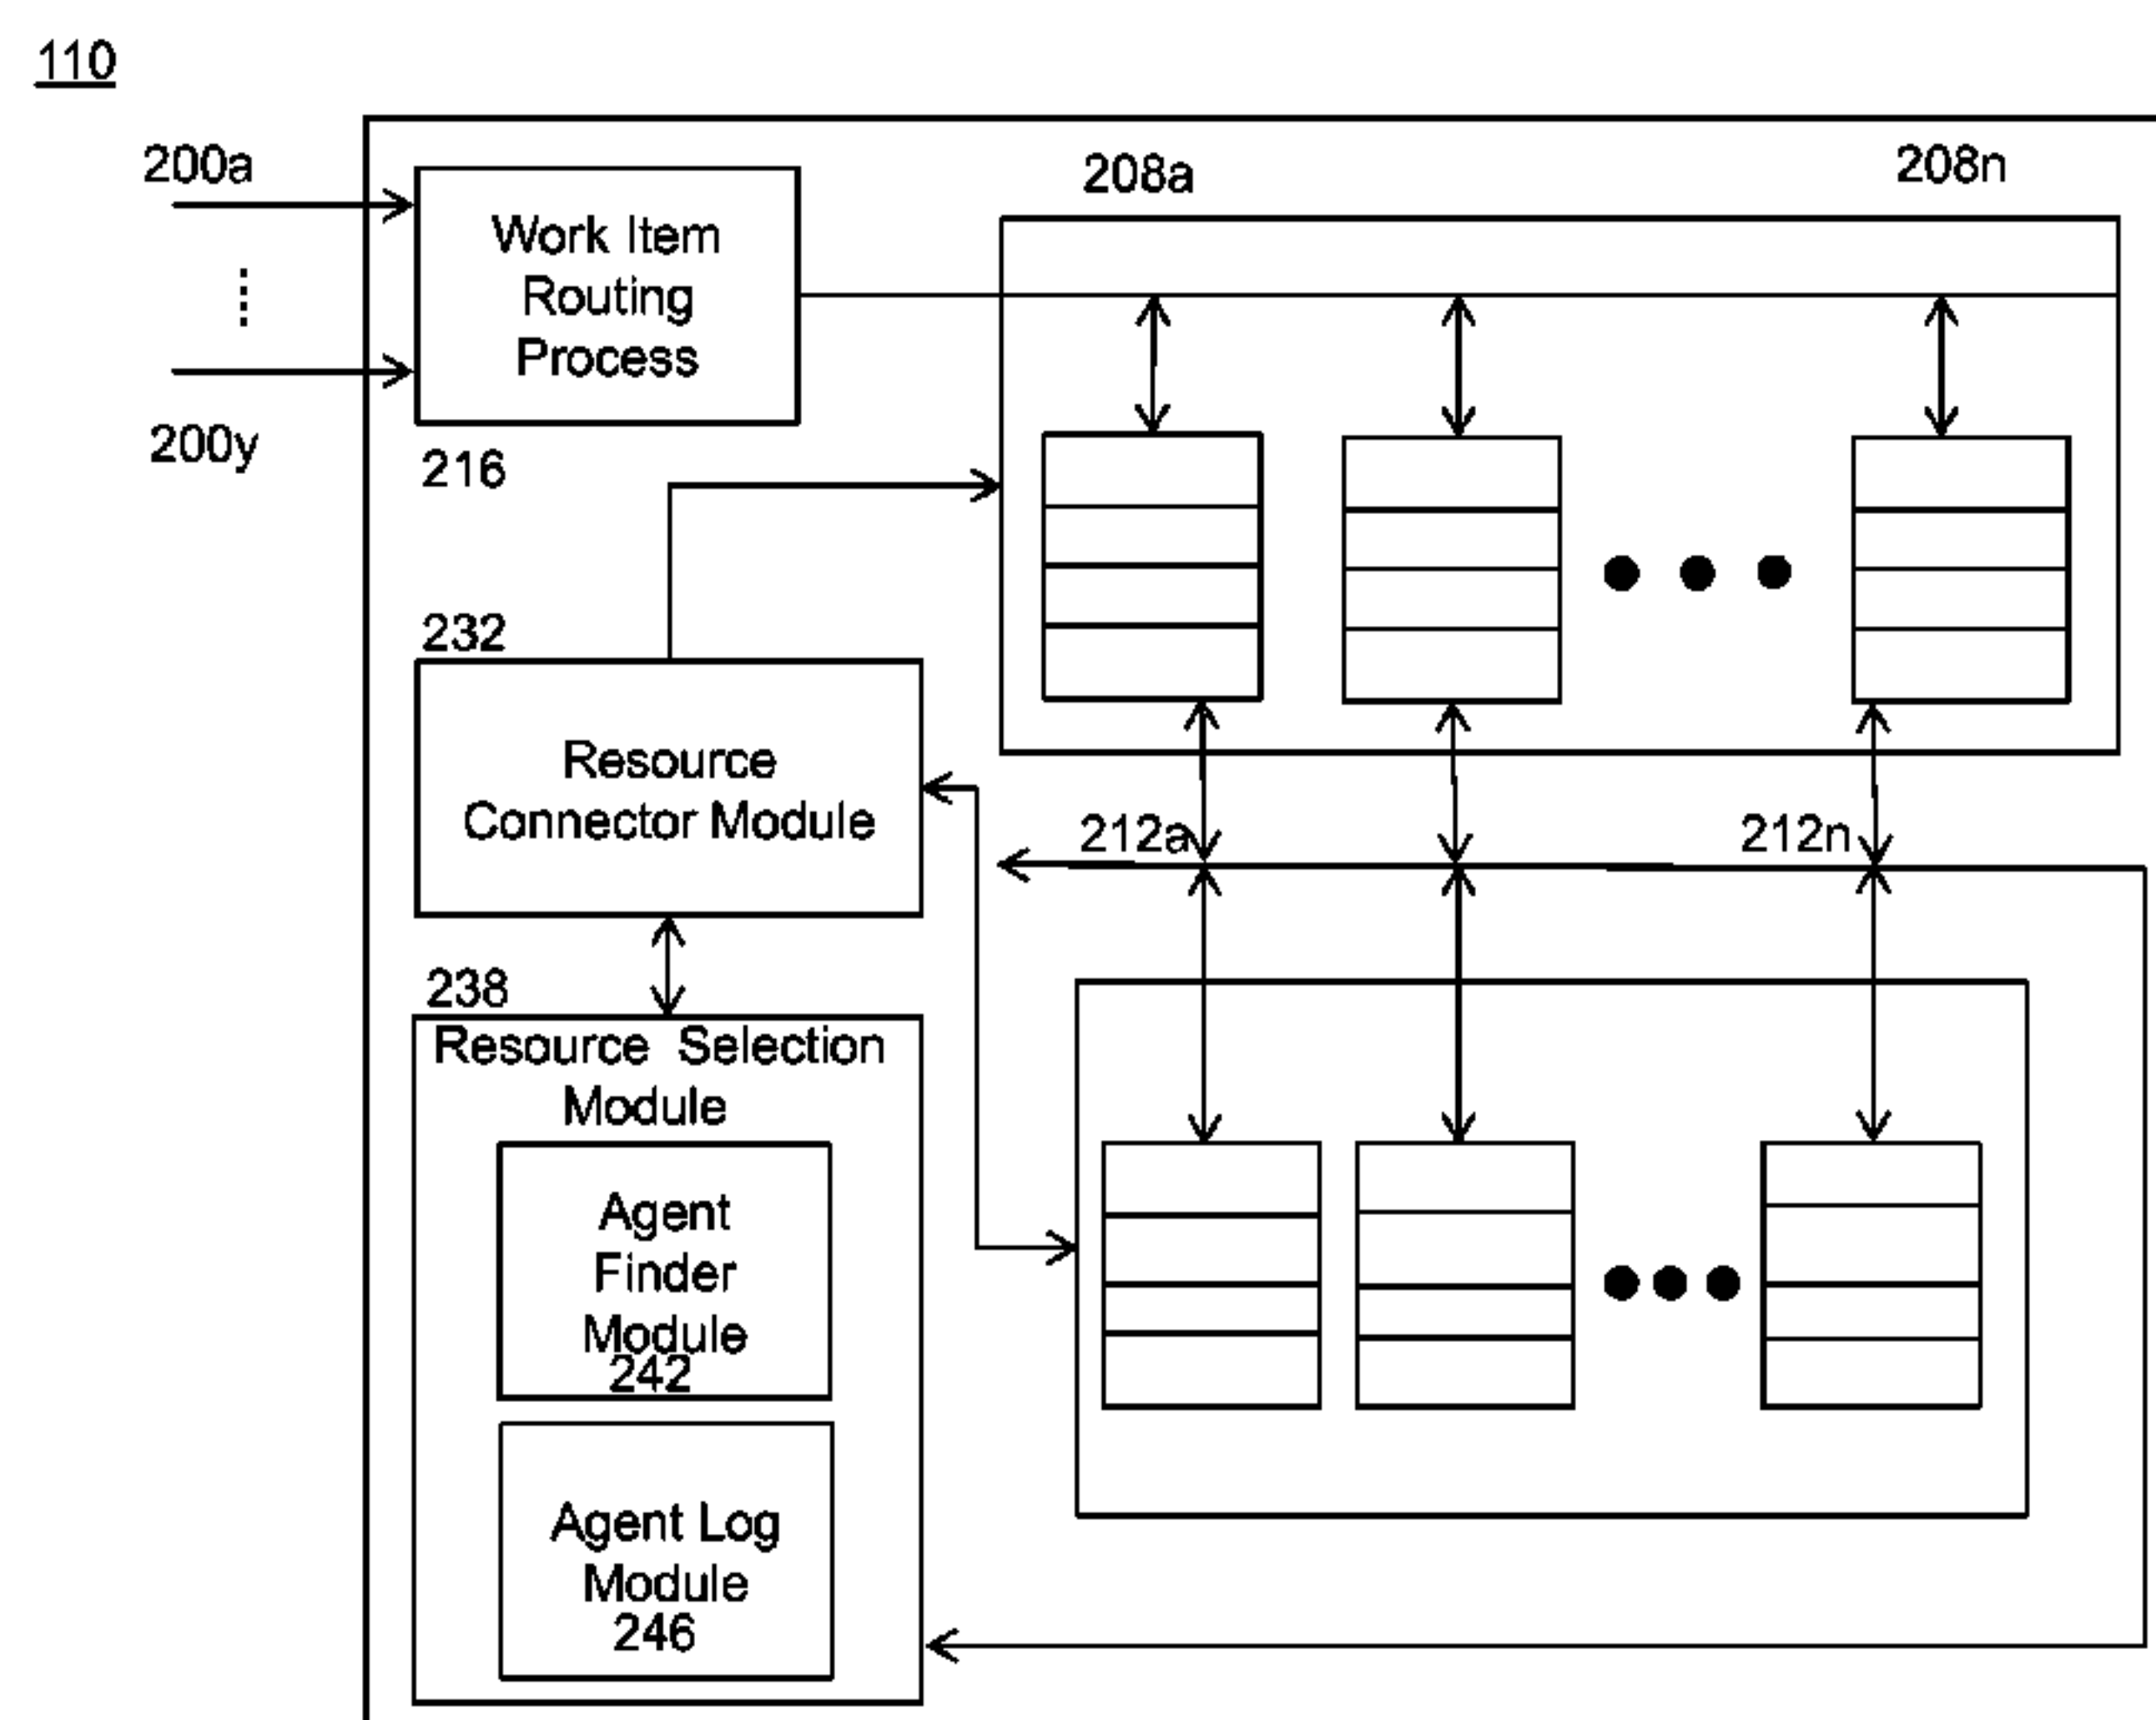 110
200a
200y
Work Item
Routing
Process
216
208a
208n
232
Resource
Connector Module
212a
212n
238
Resource Selection
Module
Agent
Finder
Module
242
Agent Log
Module
246